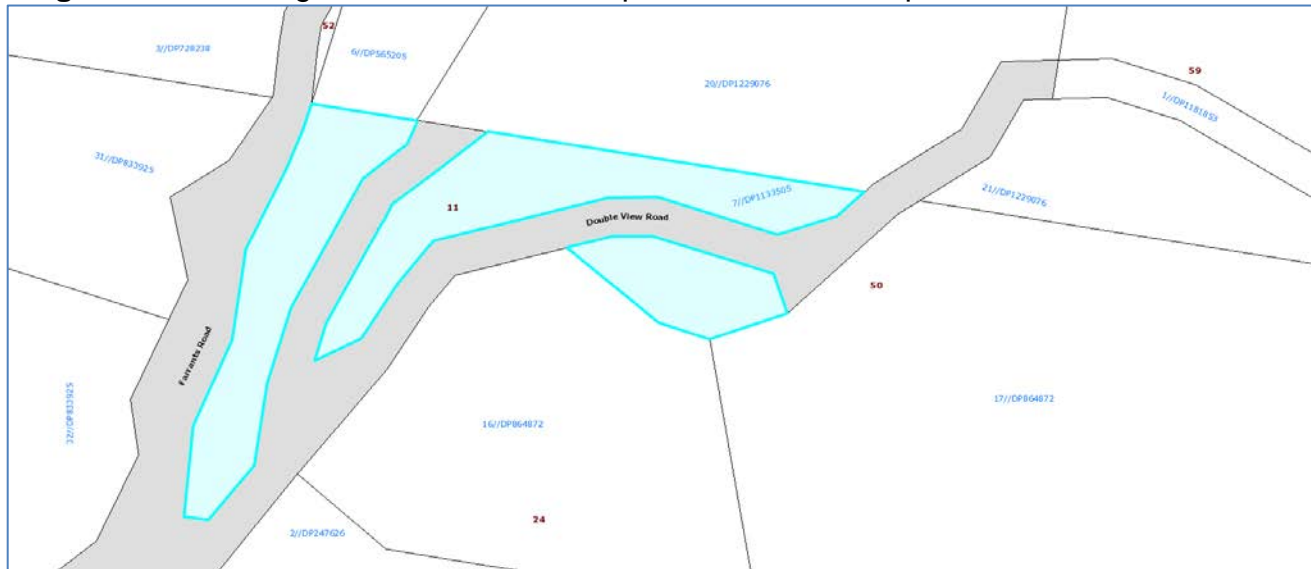 52
3//DP728238
6//DP565205
20//DP1229076
59
1//DP1181853
31//DP833925
7//DP1133505
21//DP1229076
11
Double View Road
50
Farrants Road
32//DP833925
16//DP864872
17//DP864872
24
2//DP247626